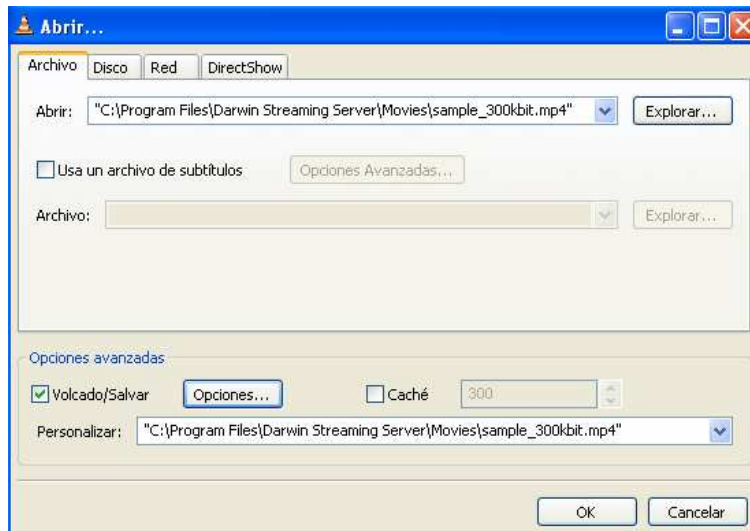 Abrir...
Archivo Disco Red DirectShow
Abrir: "C:\Program Files\Darwin Streaming Server\Movies\sample_300kbit.mp4" Explorar...
Usa un archivo de subtítulos Opciones Avanzadas...
Archivo: Explorar...
Opciones avanzadas
Volcado/Salvar Opciones... Caché 300
Personalizar: "C:\Program Files\Darwin Streaming Server\Movies\sample_300kbit.mp4"
OK Cancelar